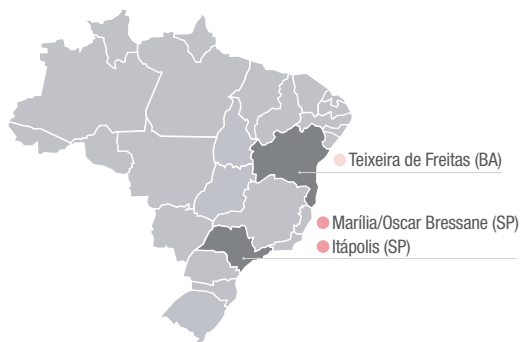 Teixeira de Freitas (BA)
Marília/Oscar Bressane (SP)
Itápolis (SP)